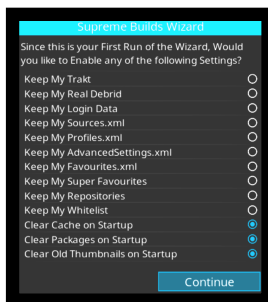 Supreme Builds Wizard
Since this is your First Run of the Wizard, Would
you like to Enable any of the following Settings?
Keep My Trakt
Keep My Real Debrid
Keep My Login Data
Keep My Sources.xml
Keep My Profiles.xml
Keep My AdvancedSettings.xml
Keep My Favourites.xml
Keep My Super Favourites
Keep My Repositories
Keep My Whitelist
Clear Cache on Startup
Clear Packages on Startup
Clear Old Thumbnails on Startup
Continue